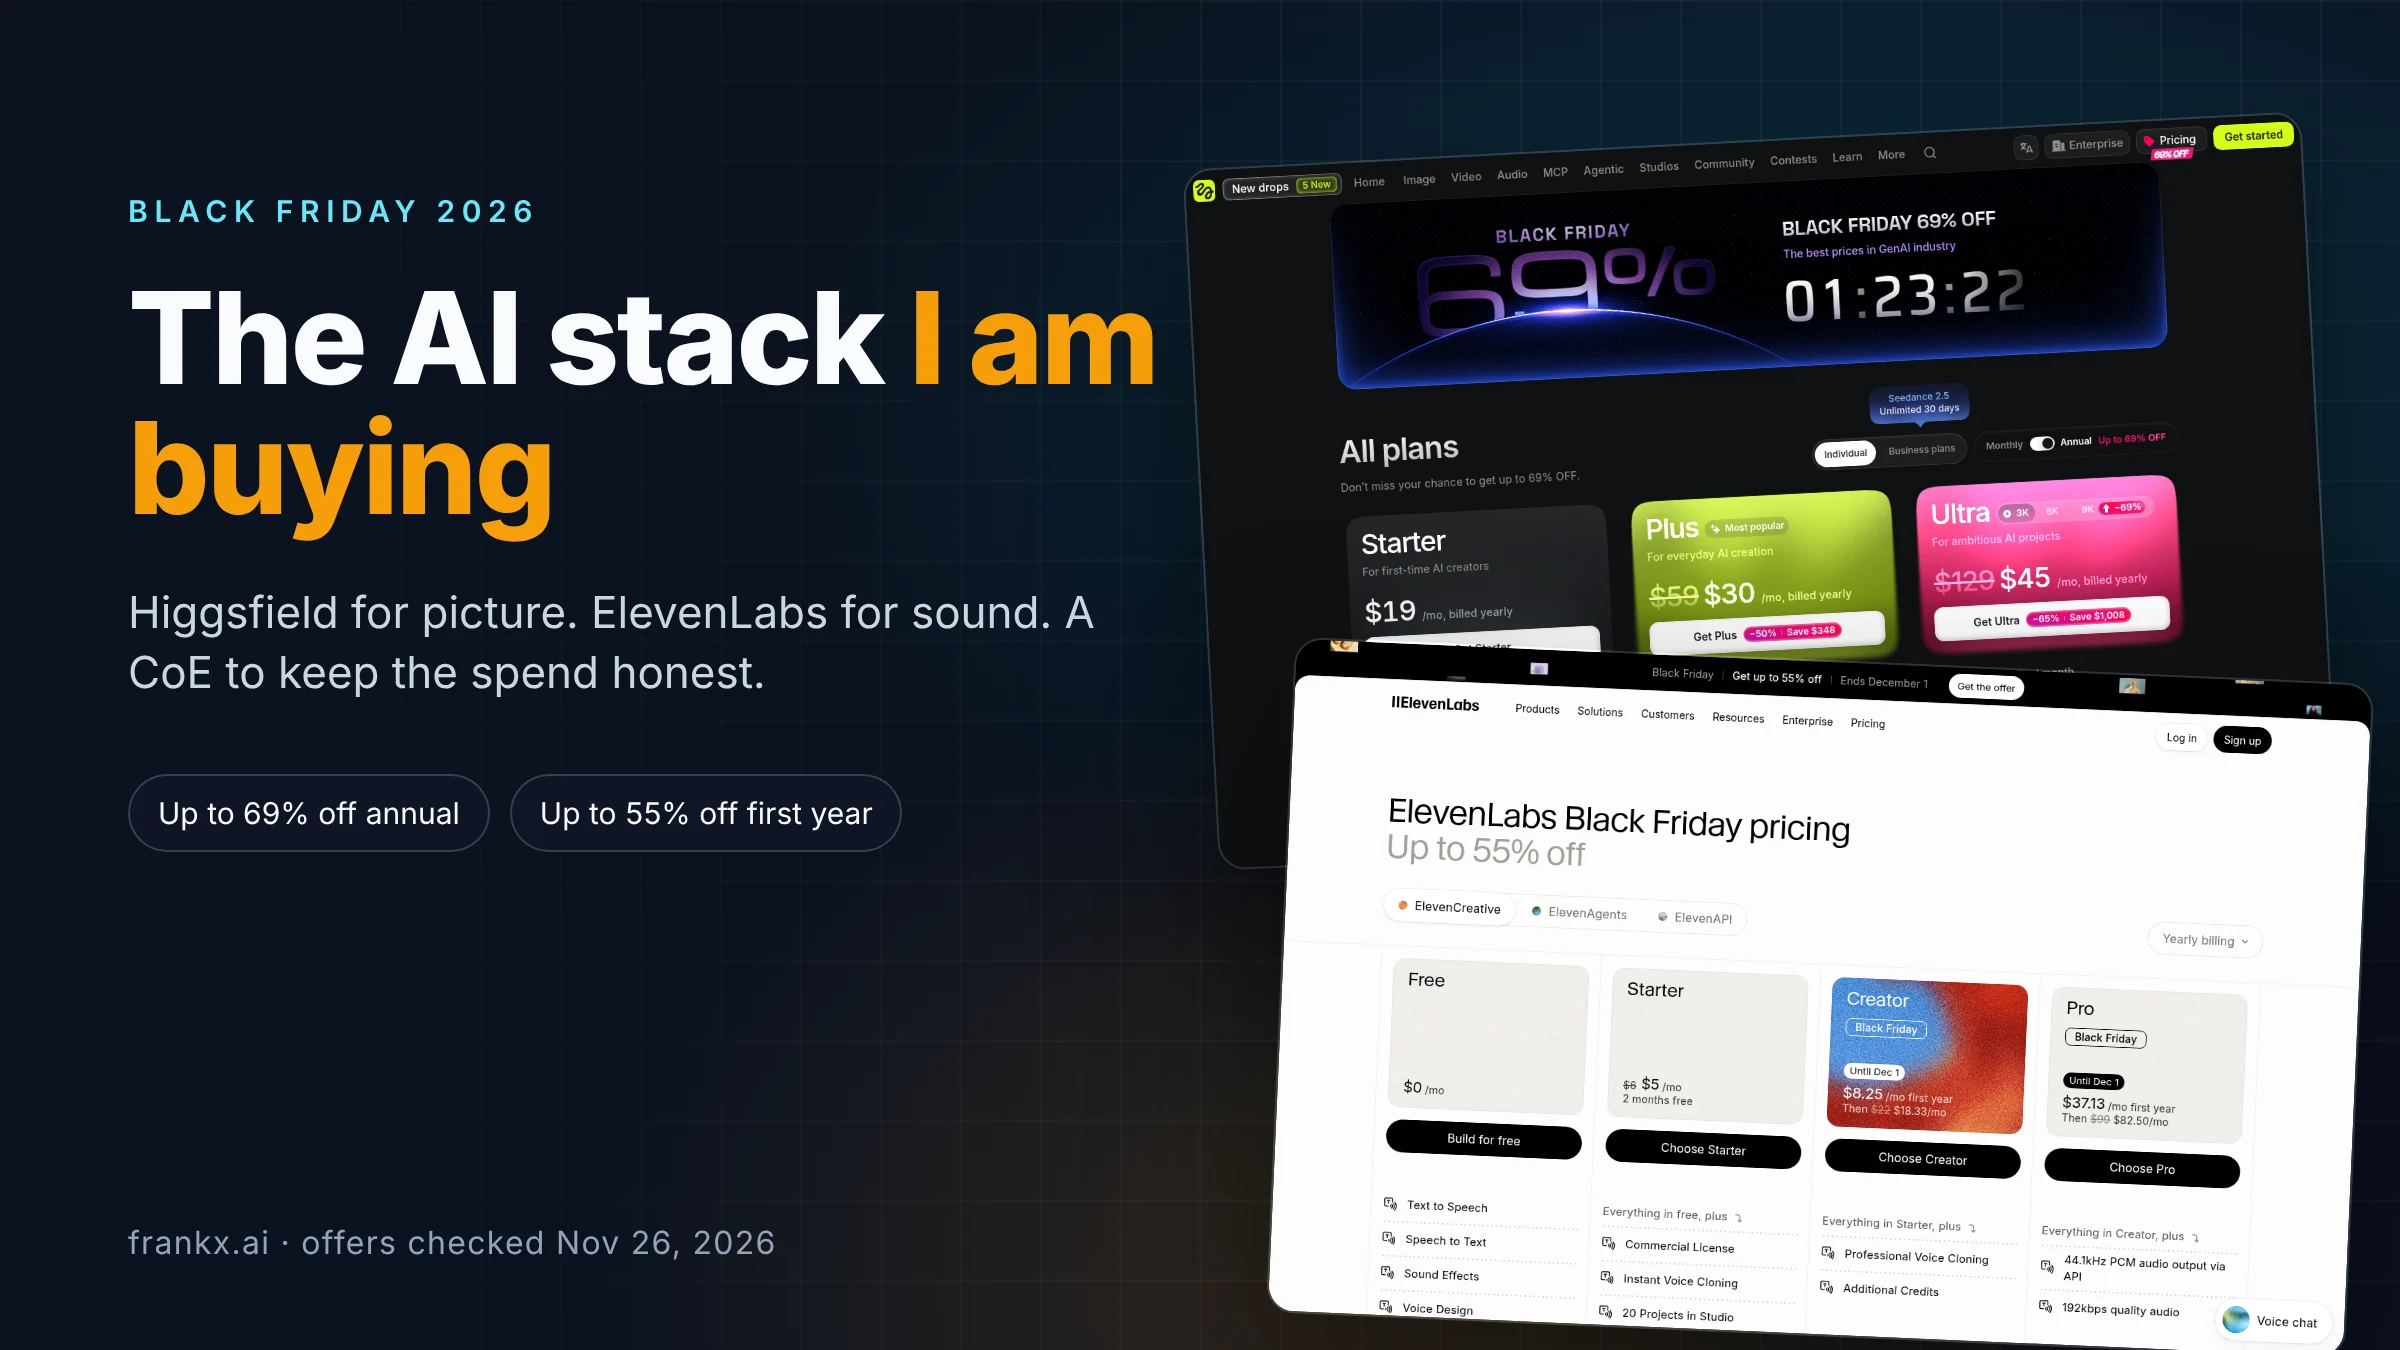 BLACK FRIDAY 2026
The AI stack I am
buying
Higgsfield for picture. ElevenLabs for sound. A
CoE to keep the spend honest.
Up to 69% off annual
Up to 55% off first year
frankx.ai · offers checked Nov 26, 2026
New drops 5 New Home Image Video Audio MCP Agentic Studios Community Contests Learn More Enterprise Pricing Get started
69% OFF
BLACK FRIDAY
69%
BLACK FRIDAY 69% OFF
The best prices in GenAI industry
01:23:22
Seedance 2.5
Unlimited 30 days
All plans
Don't miss your chance to get up to 69% OFF.
Individual Business plans Monthly Annual Up to 69% OFF
Starter
For first-time AI creators
$19 /mo, billed yearly
Plus Most popular
For everyday AI creation
$59 $30 /mo, billed yearly
Get Plus -50% Save $348
Ultra 3K 6K 9K -69%
For ambitious AI projects
$129 $45 /mo, billed yearly
Get Ultra -65% Save $1,008
Black Friday Get up to 55% off Ends December 1 Get the offer
IIElevenLabs Products Solutions Customers Resources Enterprise Pricing Log in Sign up
ElevenLabs Black Friday pricing
Up to 55% off
ElevenCreative ElevenAgents ElevenAPI Yearly billing
Free
$0 /mo
Build for free
Text to Speech
Speech to Text
Sound Effects
Voice Design
Starter
$6 $5 /mo
2 months free
Choose Starter
Everything in free, plus
Commercial License
Instant Voice Cloning
20 Projects in Studio
Creator
Black Friday
Until Dec 1
$8.25 /mo first year
Then $22 $18.33/mo
Choose Creator
Everything in Starter, plus
Professional Voice Cloning
Additional Credits
Pro
Black Friday
Until Dec 1
$37.13 /mo first year
Then $99 $82.50/mo
Choose Pro
Everything in Creator, plus
44.1kHz PCM audio output via
API
192kbps quality audio
Voice chat